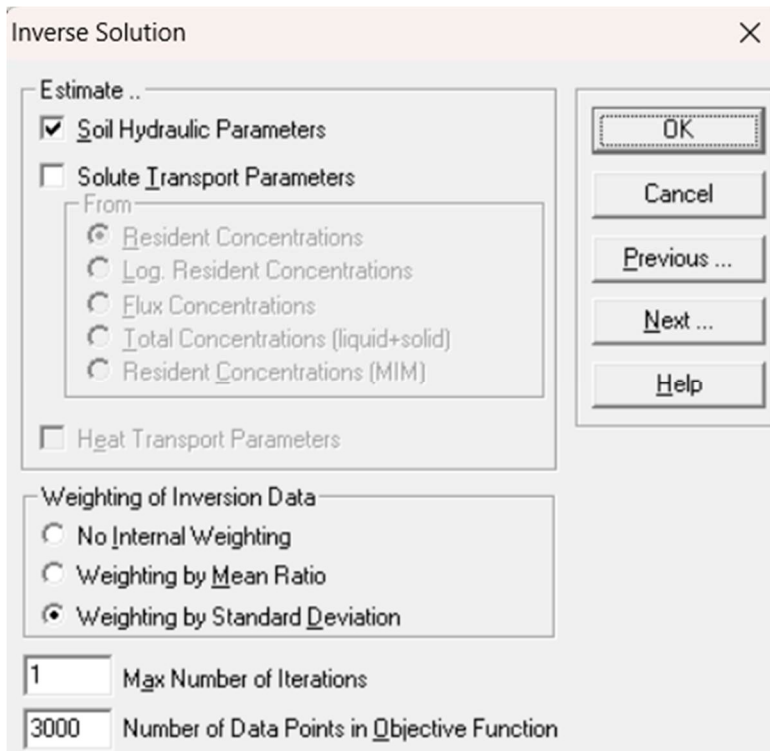 Inverse Solution
Estimate ..
Soil Hydraulic Parameters
Solute Transport Parameters
From
Resident Concentrations
Log. Resident Concentrations
Flux Concentrations
Total Concentrations (liquid+solid)
Resident Concentrations (MIM)
Heat Transport Parameters
Weighting of Inversion Data
No Internal Weighting
Weighting by Mean Ratio
Weighting by Standard Deviation
1 Max Number of Iterations
3000 Number of Data Points in Objective Function
OK
Cancel
Previous ...
Next ...
Help